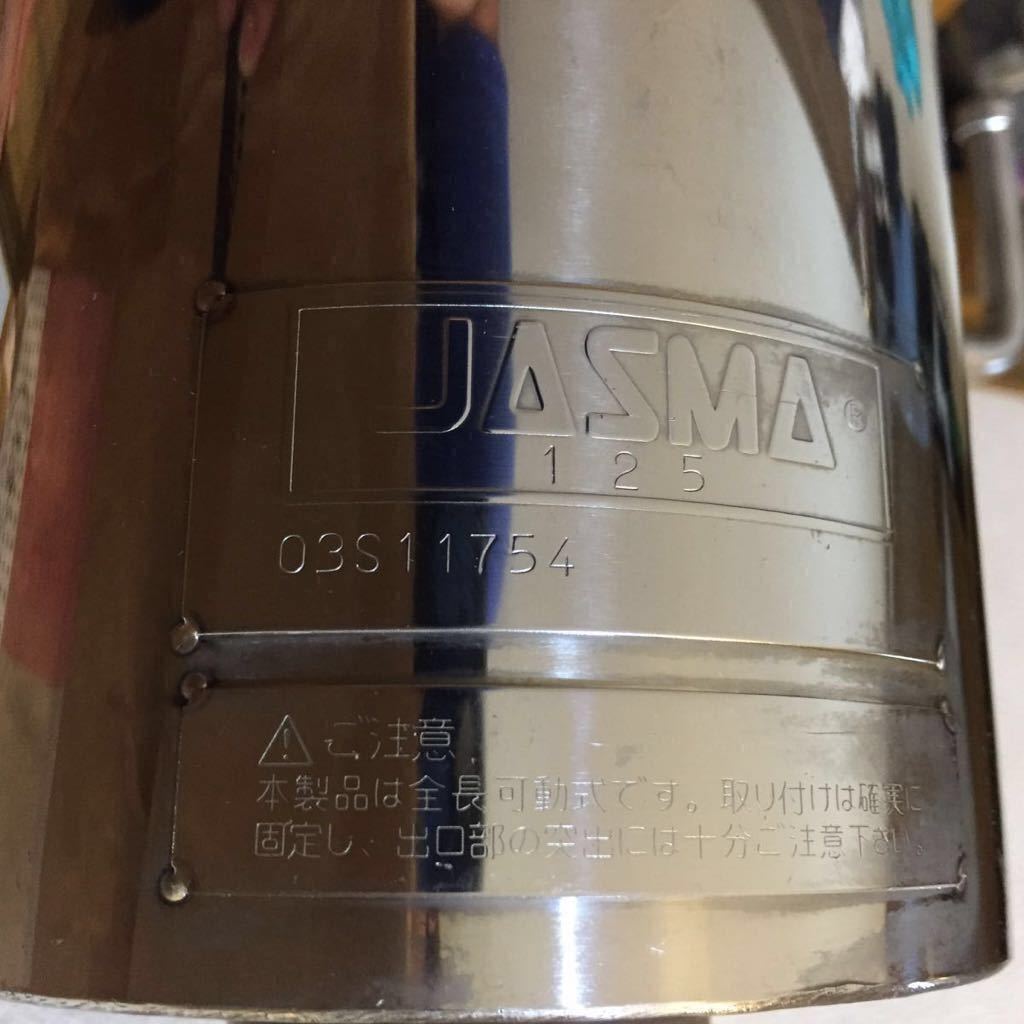 JASMA®
125
03S11754
⚠ご注意
本製品は全長可動式です。取り付けは確実に
固定し、出口部の突出には十分ご注意下さい。